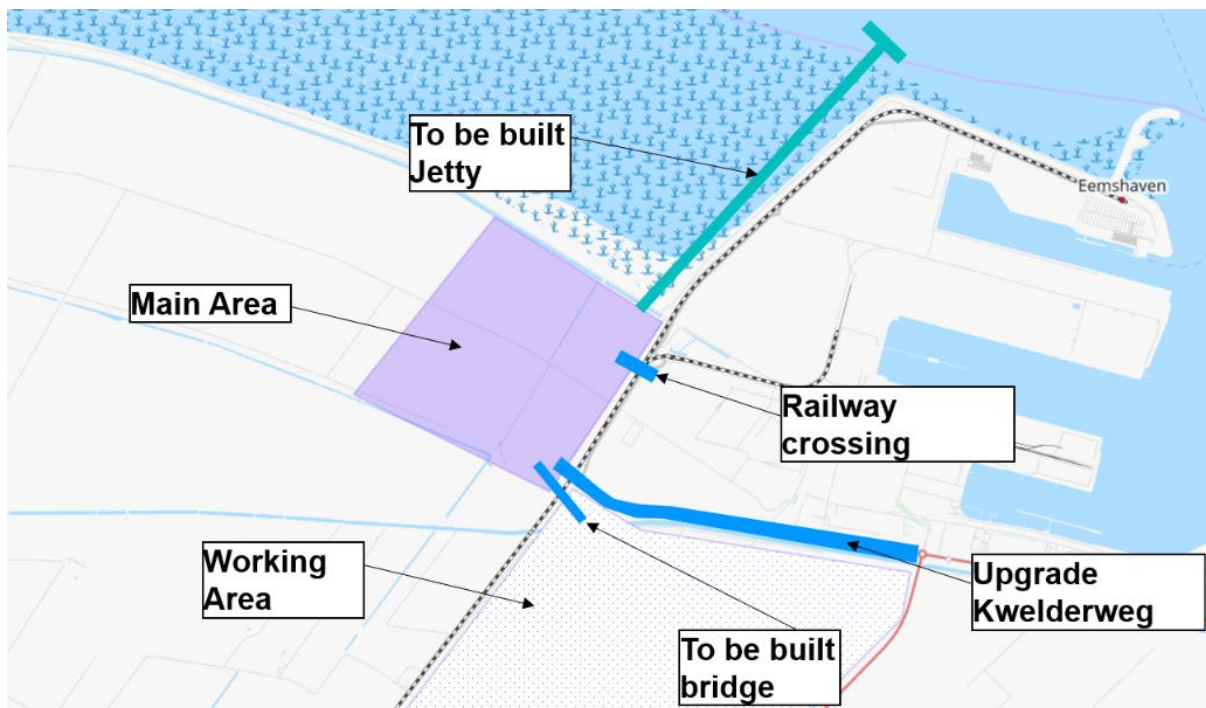 To be built
Jetty
Eemshaven
Main Area
Railway
crossing
Working
Area
Upgrade
Kwelderweg
To be built
bridge